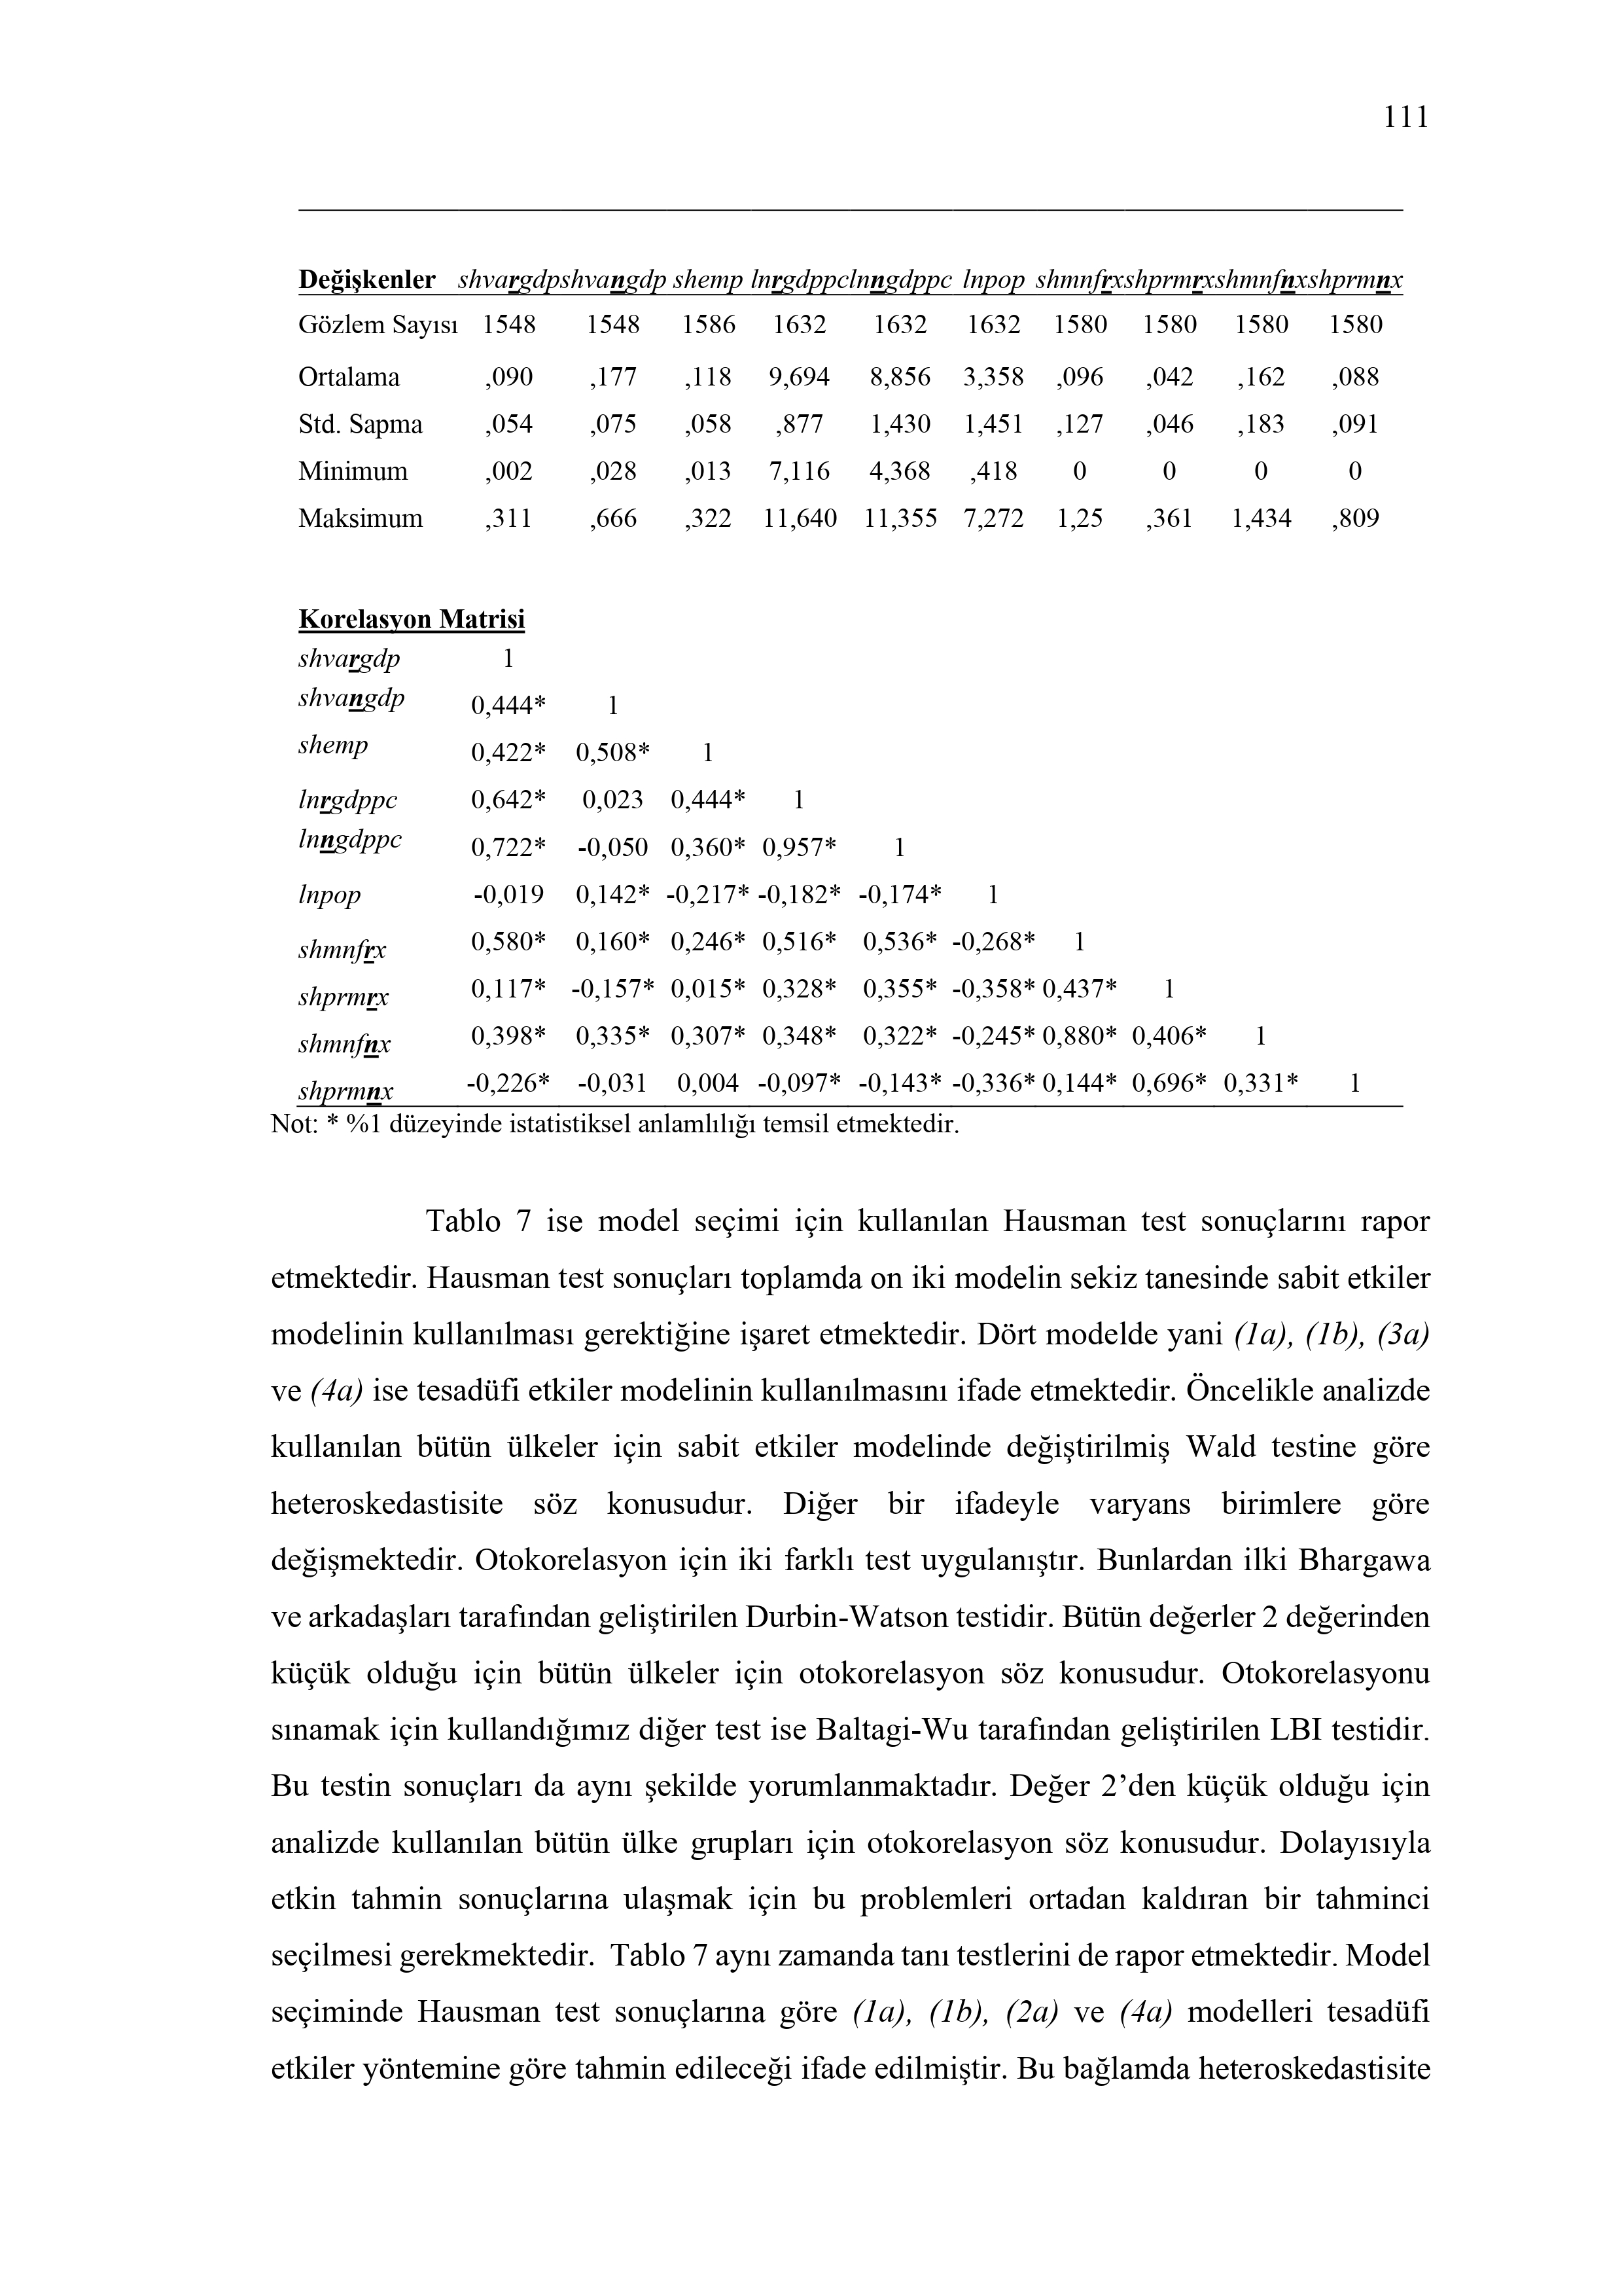 111
Değişkenler shvargdpshvangdp shemp lnrgdppclnngdppc lnpop shmnfrxshprmrxshmnfnxshprmnx
Gözlem Sayısı 1548 1548 1586 1632 1632 1632 1580 1580 1580 1580
Ortalama ,090 ,177 ,118 9,694 8,856 3,358 ,096 ,042 ,162 ,088
Std. Sapma ,054 ,075 ,058 ,877 1,430 1,451 ,127 ,046 ,183 ,091
Minimum ,002 ,028 ,013 7,116 4,368 ,418 0 0 0 0
Maksimum ,311 ,666 ,322 11,640 11,355 7,272 1,25 ,361 1,434 ,809
Korelasyon Matrisi
shvargdp 1
shvangdp 0,444* 1
shemp 0,422* 0,508* 1
lnrgdppc 0,642* 0,023 0,444* 1
lnngdppc 0,722* -0,050 0,360* 0,957* 1
lnpop -0,019 0,142* -0,217* -0,182* -0,174* 1
shmnfrx 0,580* 0,160* 0,246* 0,516* 0,536* -0,268* 1
shprmrx 0,117* -0,157* 0,015* 0,328* 0,355* -0,358* 0,437* 1
shmnfnx 0,398* 0,335* 0,307* 0,348* 0,322* -0,245* 0,880* 0,406* 1
shprmnx -0,226* -0,031 0,004 -0,097* -0,143* -0,336* 0,144* 0,696* 0,331* 1
Not: * %1 düzeyinde istatistiksel anlamlılığı temsil etmektedir.
Tablo 7 ise model seçimi için kullanılan Hausman test sonuçlarını rapor
etmektedir. Hausman test sonuçları toplamda on iki modelin sekiz tanesinde sabit etkiler
modelinin kullanılması gerektiğine işaret etmektedir. Dört modelde yani (1a), (1b), (3a)
ve (4a) ise tesadüfi etkiler modelinin kullanılmasını ifade etmektedir. Öncelikle analizde
kullanılan bütün ülkeler için sabit etkiler modelinde değiştirilmiş Wald testine göre
heteroskedastisite söz konusudur. Diğer bir ifadeyle varyans birimlere göre
değişmektedir. Otokorelasyon için iki farklı test uygulanıştır. Bunlardan ilki Bhargawa
ve arkadaşları tarafından geliştirilen Durbin-Watson testidir. Bütün değerler 2 değerinden
küçük olduğu için bütün ülkeler için otokorelasyon söz konusudur. Otokorelasyonu
sınamak için kullandığımız diğer test ise Baltagi-Wu tarafından geliştirilen LBI testidir.
Bu testin sonuçları da aynı şekilde yorumlanmaktadır. Değer 2’den küçük olduğu için
analizde kullanılan bütün ülke grupları için otokorelasyon söz konusudur. Dolayısıyla
etkin tahmin sonuçlarına ulaşmak için bu problemleri ortadan kaldıran bir tahminci
seçilmesi gerekmektedir. Tablo 7 aynı zamanda tanı testlerini de rapor etmektedir. Model
seçiminde Hausman test sonuçlarına göre (1a), (1b), (2a) ve (4a) modelleri tesadüfi
etkiler yöntemine göre tahmin edileceği ifade edilmiştir. Bu bağlamda heteroskedastisite